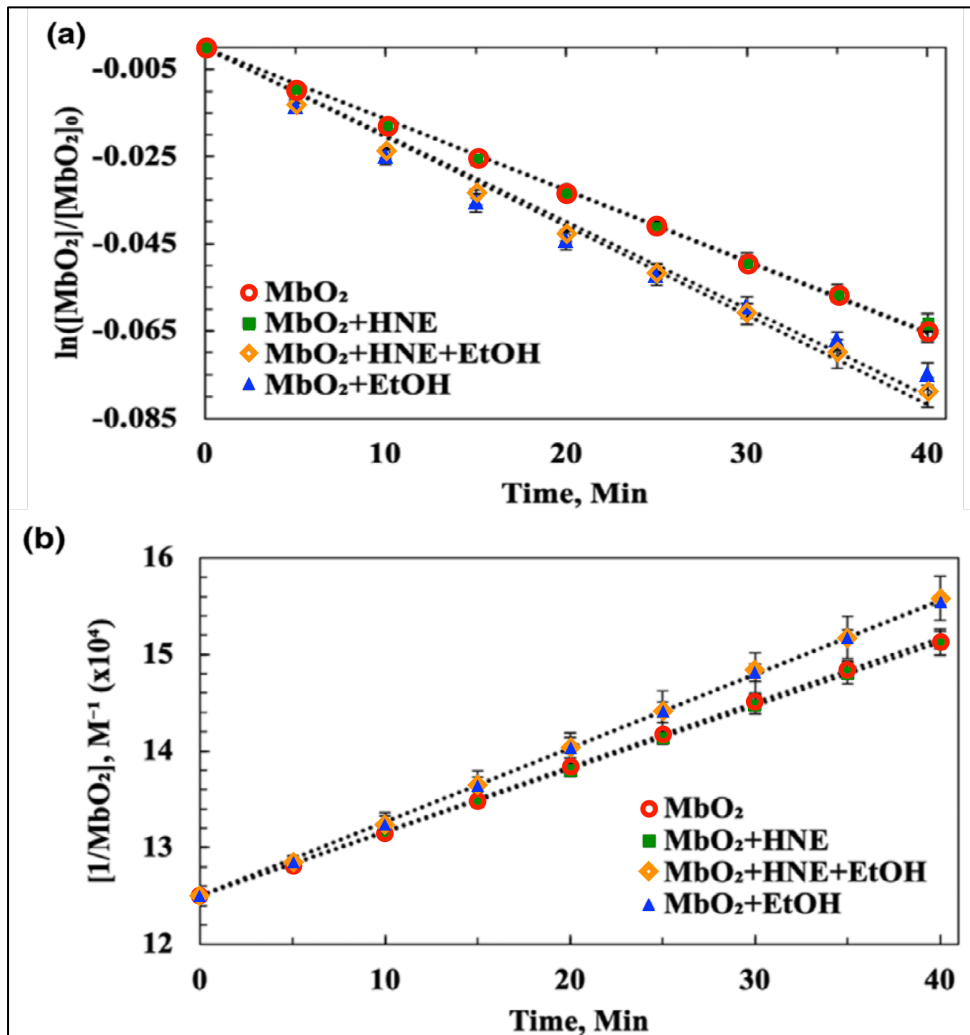 (a)
-0.005
-0.025
-0.045
-0.065
-0.085
ln([MbO₂]/[MbO₂]₀)
MbO₂
MbO₂+HNE
MbO₂+HNE+EtOH
MbO₂+EtOH
0 10 20 30 40
Time, Min
(b)
16
15
14
13
12
[1/MbO₂], M⁻¹ (x10⁴)
MbO₂
MbO₂+HNE
MbO₂+HNE+EtOH
MbO₂+EtOH
0 10 20 30 40
Time, Min